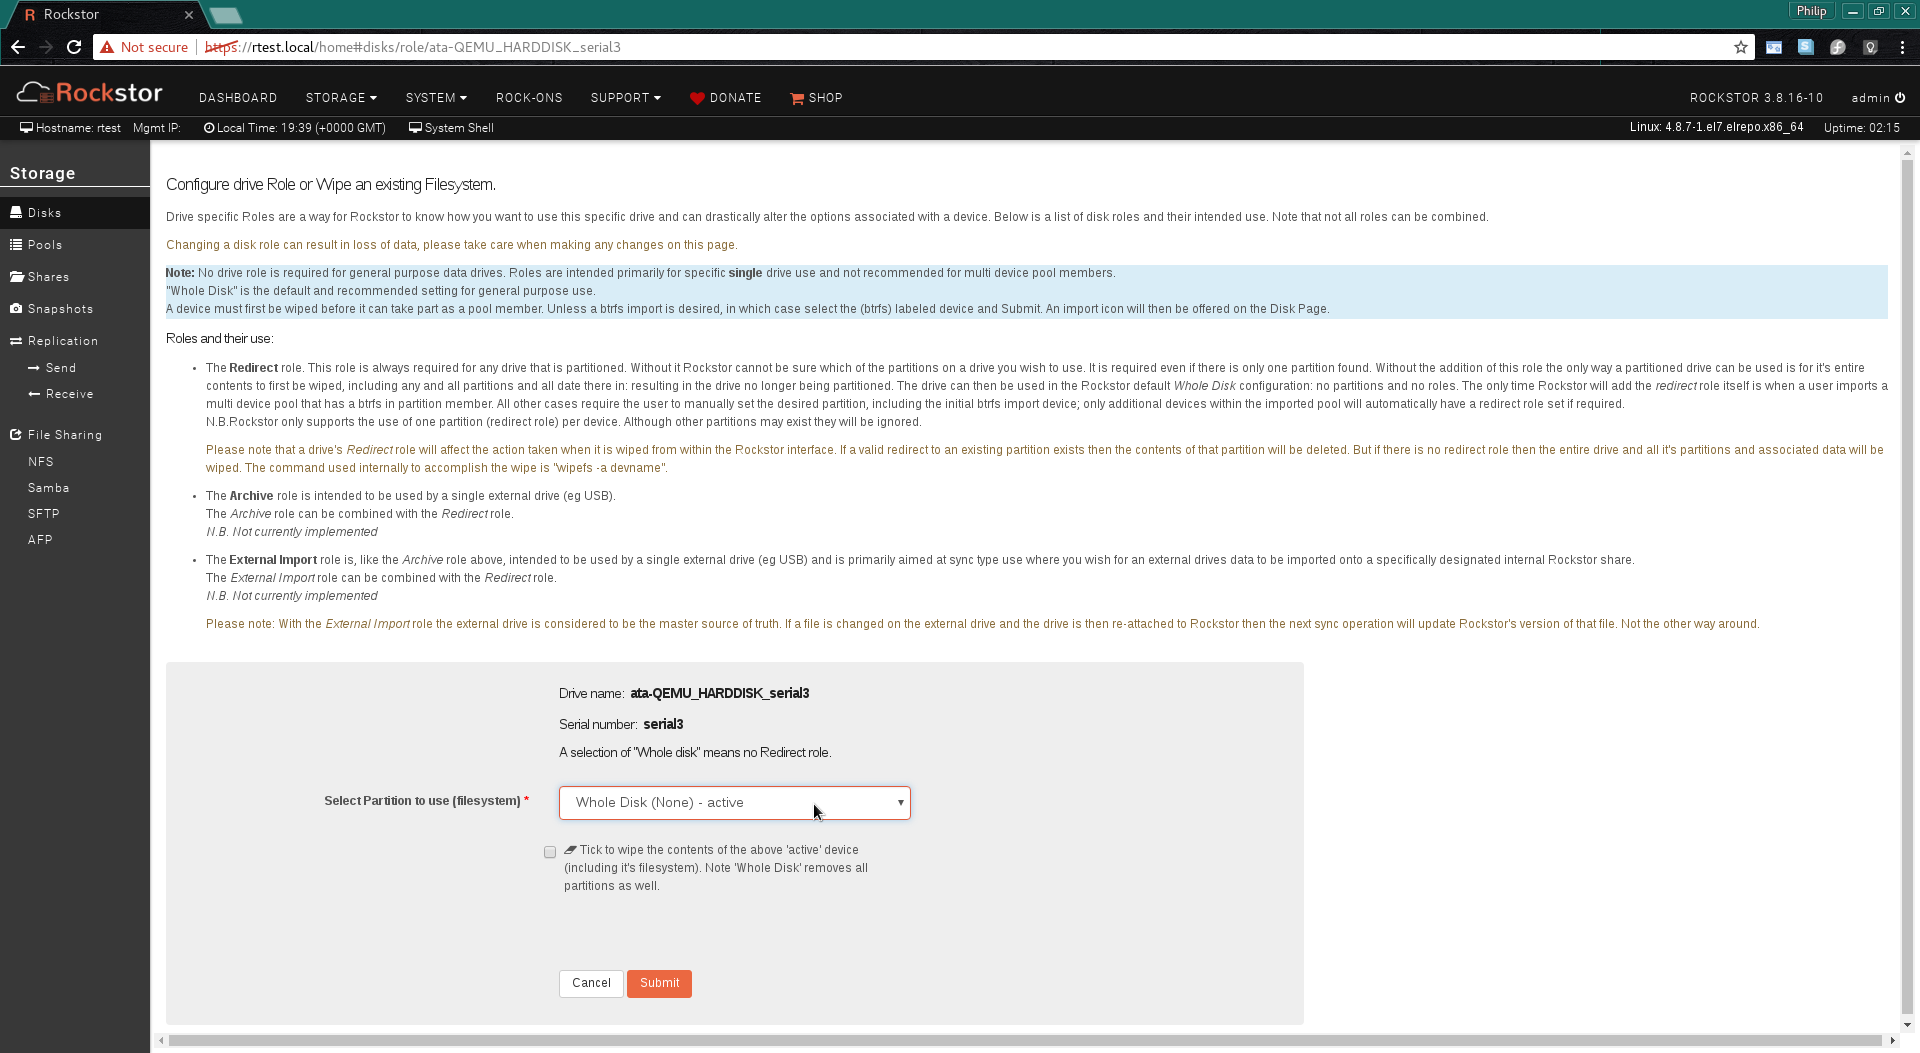 Rockstor
Philip
Not secure https://rtest.local/home#disks/role/ata-QEMU_HARDDISK_serial3
Rockstor DASHBOARD STORAGE SYSTEM ROCK-ONS SUPPORT DONATE SHOP ROCKSTOR 3.8.16-10 admin
Hostname: rtest Mgmt IP: Local Time: 19:39 (+0000 GMT) System Shell Linux: 4.8.7-1.el7.elrepo.x86_64 Uptime: 02:15
Storage
Disks
Pools
Shares
Snapshots
Replication
Send
Receive
File Sharing
NFS
Samba
SFTP
AFP
Configure drive Role or Wipe an existing Filesystem.
Drive specific Roles are a way for Rockstor to know how you want to use this specific drive and can drastically alter the options associated with a device. Below is a list of disk roles and their intended use. Note that not all roles can be combined.
Changing a disk role can result in loss of data, please take care when making any changes on this page.
Note: No drive role is required for general purpose data drives. Roles are intended primarily for specific single drive use and not recommended for multi device pool members.
"Whole Disk" is the default and recommended setting for general purpose use.
A device must first be wiped before it can take part as a pool member. Unless a btrfs import is desired, in which case select the (btrfs) labeled device and Submit. An import icon will then be offered on the Disk Page.
Roles and their use:
• The Redirect role. This role is always required for any drive that is partitioned. Without it Rockstor cannot be sure which of the partitions on a drive you wish to use. It is required even if there is only one partition found. Without the addition of this role the only way a partitioned drive can be used is for it's entire
contents to first be wiped, including any and all partitions and all date there in: resulting in the drive no longer being partitioned. The drive can then be used in the Rockstor default Whole Disk configuration: no partitions and no roles. The only time Rockstor will add the redirect role itself is when a user imports a
multi device pool that has a btrfs in partition member. All other cases require the user to manually set the desired partition, including the initial btrfs import device; only additional devices within the imported pool will automatically have a redirect role set if required.
N.B.Rockstor only supports the use of one partition (redirect role) per device. Although other partitions may exist they will be ignored.
Please note that a drive's Redirect role will affect the action taken when it is wiped from within the Rockstor interface. If a valid redirect to an existing partition exists then the contents of that partition will be deleted. But if there is no redirect role then the entire drive and all it's partitions and associated data will be
wiped. The command used internally to accomplish the wipe is "wipefs -a devname".
• The Archive role is intended to be used by a single external drive (eg USB).
The Archive role can be combined with the Redirect role.
N.B. Not currently implemented
• The External Import role is, like the Archive role above, intended to be used by a single external drive (eg USB) and is primarily aimed at sync type use where you wish for an external drives data to be imported onto a specifically designated internal Rockstor share.
The External Import role can be combined with the Redirect role.
N.B. Not currently implemented
Please note: With the External Import role the external drive is considered to be the master source of truth. If a file is changed on the external drive and the drive is then re-attached to Rockstor then the next sync operation will update Rockstor's version of that file. Not the other way around.
Drive name: ata-QEMU_HARDDISK_serial3
Serial number: serial3
A selection of "Whole disk" means no Redirect role.
Select Partition to use (filesystem) * Whole Disk (None) - active
Tick to wipe the contents of the above 'active' device
(including it's filesystem). Note 'Whole Disk' removes all
partitions as well.
Cancel Submit